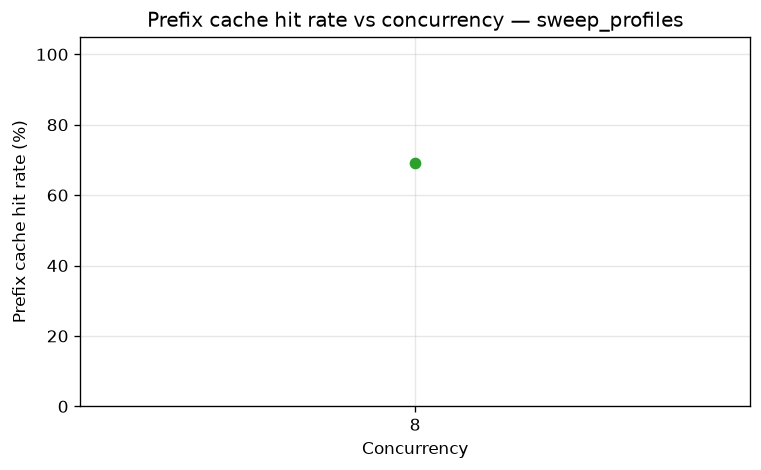 Prefix cache hit rate vs concurrency — sweep_profiles
Prefix cache hit rate (%)
100
80
60
40
20
0
8
Concurrency